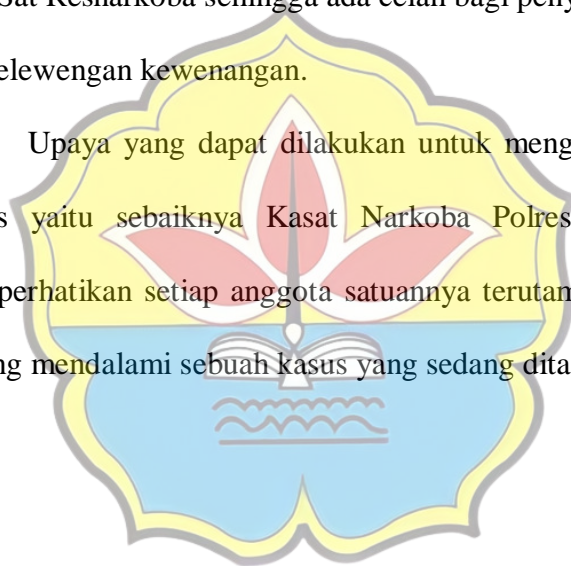 Sat Resnarkoba sehingga ada celah bagi peny
elewengan kewenangan.
Upaya yang dapat dilakukan untuk meng
s yaitu sebaiknya Kasat Narkoba Polres
perhatikan setiap anggota satuannya terutam
ng mendalami sebuah kasus yang sedang dita